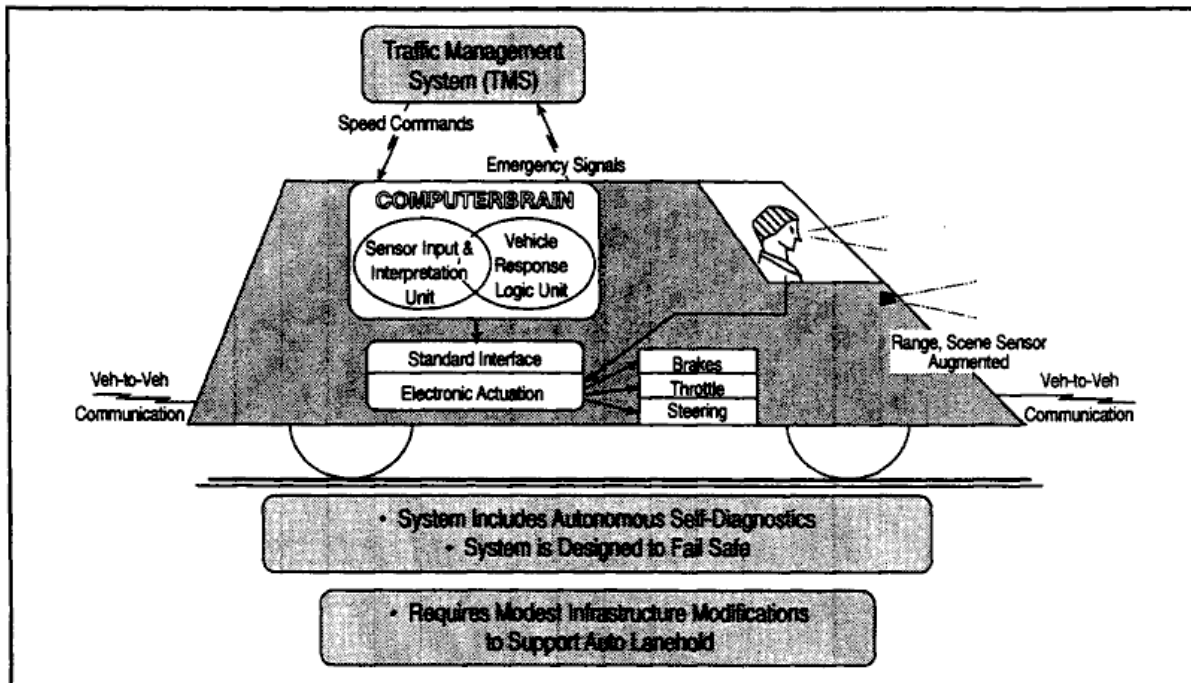 Traffic Management
System (TMS)
Speed Commands
Emergency Signals
COMPUTERBRAIN
Sensor Input &
Interpretation
Unit
Vehicle
Response
Logic Unit
Standard Interface
Electronic Actuation
Brakes
Throttle
Steering
Range, Scene Sensor
Augmented
Veh-to-Veh
Communication
Veh-to-Veh
Communication
• System Includes Autonomous Self-Diagnostics
• System is Designed to Fail Safe
• Requires Modest Infrastructure Modifications
to Support Auto Lanehold